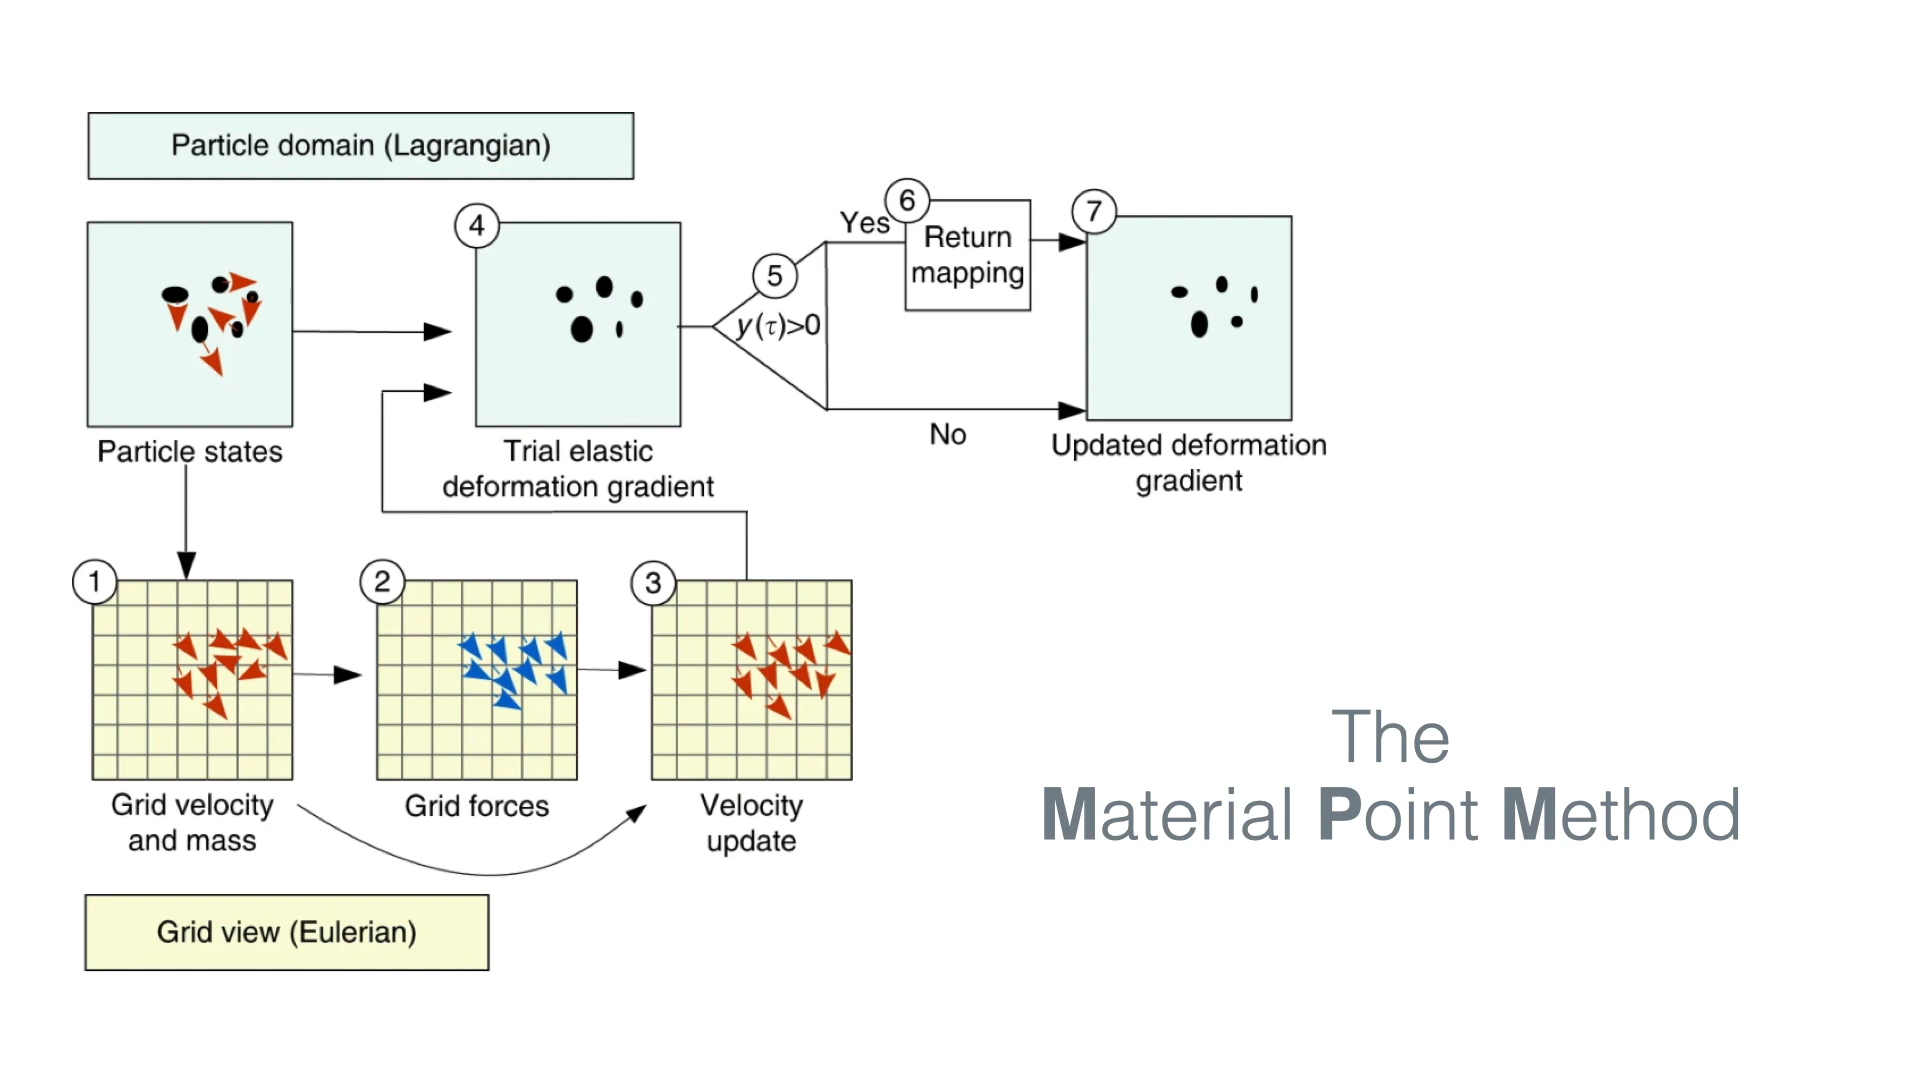 Particle domain (Lagrangian)
Particle states
4
Trial elastic
deformation gradient
5
y(τ)>0
Yes
6
Return
mapping
No
7
Updated deformation
gradient
1
Grid velocity
and mass
2
Grid forces
3
Velocity
update
Grid view (Eulerian)
The
Material Point Method